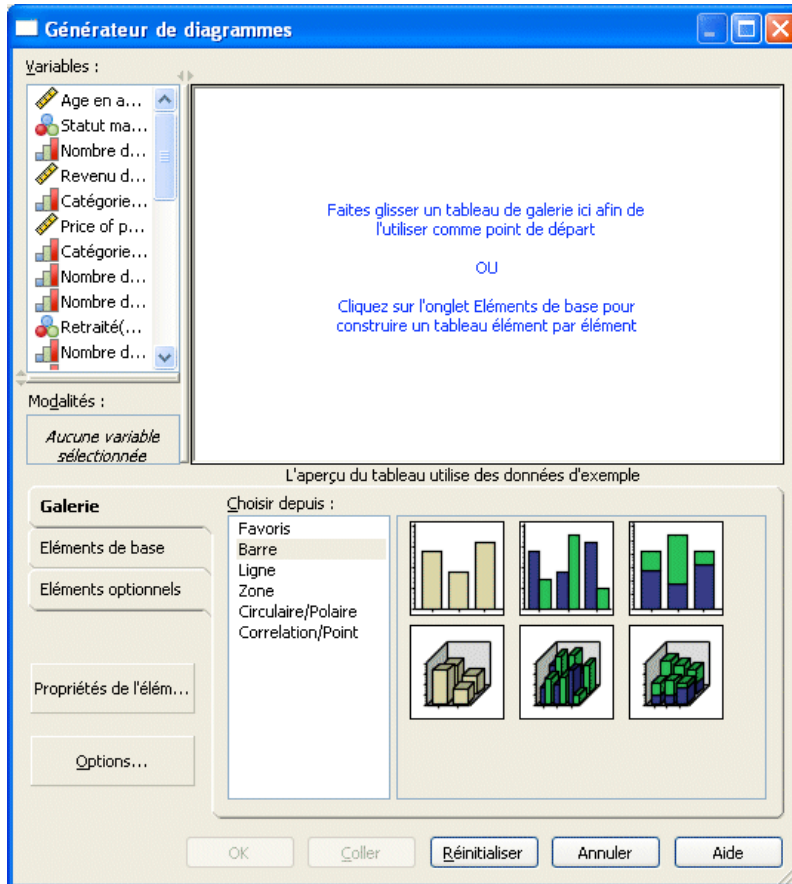 Générateur de diagrammes
Variables :
Age en a...
Statut ma...
Nombre d...
Revenu d...
Catégorie...
Price of p...
Catégorie...
Nombre d...
Nombre d...
Retraité(...
Nombre d...
Modalités :
Aucune variable
sélectionnée
Faites glisser un tableau de galerie ici afin de
l'utiliser comme point de départ
OU
Cliquez sur l'onglet Eléments de base pour
construire un tableau élément par élément
L'aperçu du tableau utilise des données d'exemple
Galerie
Eléments de base
Eléments optionnels
Propriétés de l'élém...
Options...
Choisir depuis :
Favoris
Barre
Ligne
Zone
Circulaire/Polaire
Correlation/Point
OK
Coller
Réinitialiser
Annuler
Aide